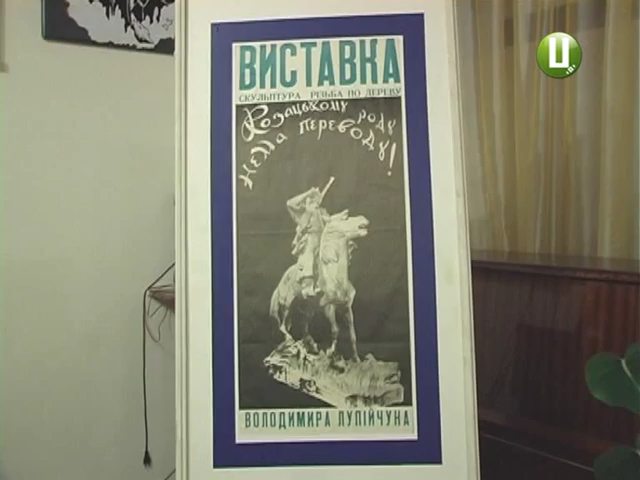 ВИСТАВКА
СКУЛЬПТУРА РІЗЬБА ПО ДЕРЕВУ
Козацькому роду
нема переводу!
ВОЛОДИМИРА ЛУПІЙЧУНА
Ц